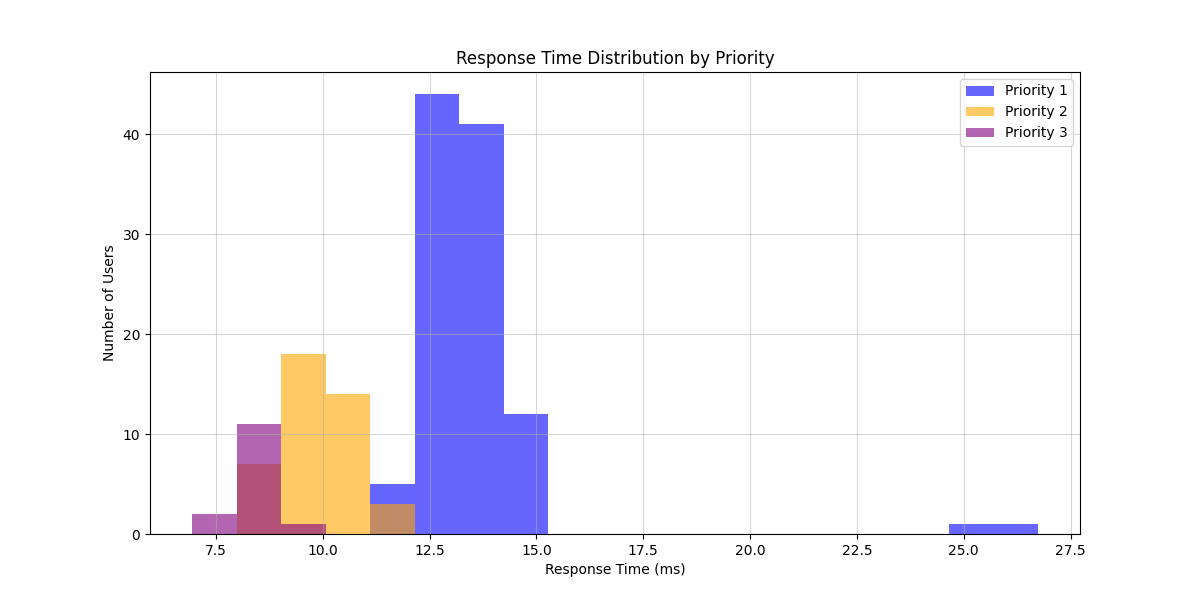 Response Time Distribution by Priority
Priority 1
Priority 2
Priority 3
Number of Users
40
30
20
10
0
7.5 10.0 12.5 15.0 17.5 20.0 22.5 25.0 27.5
Response Time (ms)